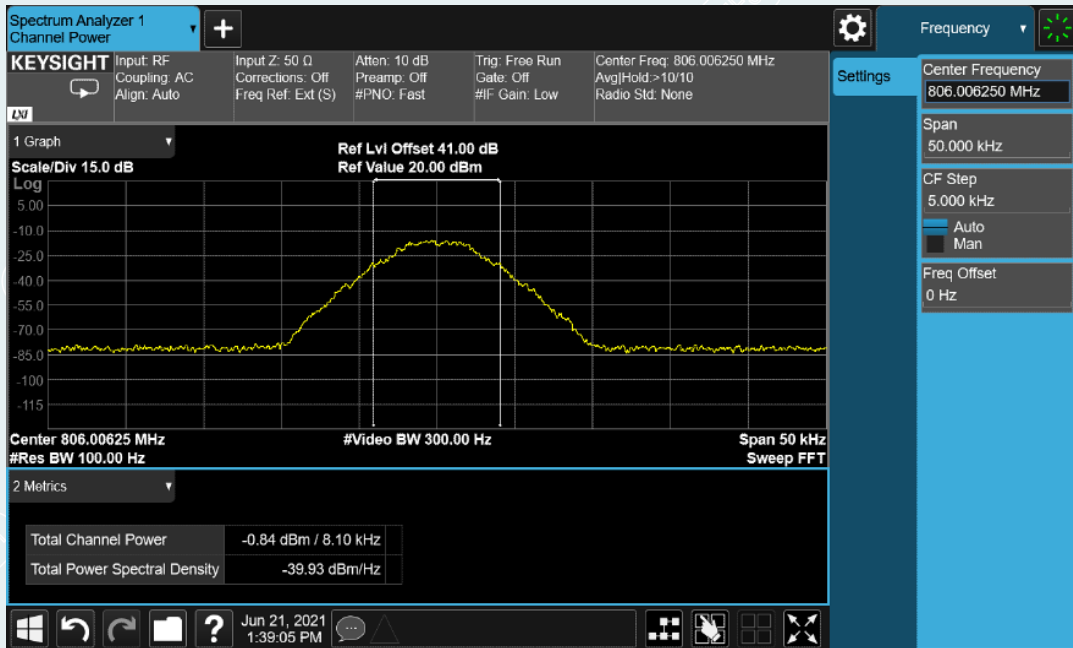 Spectrum Analyzer 1
Channel Power
Frequency
KEYSIGHT
LXI
Input: RF
Coupling: AC
Align: Auto
Input Z: 50 Ω
Corrections: Off
Freq Ref: Ext (S)
Atten: 10 dB
Preamp: Off
#PNO: Fast
Trig: Free Run
Gate: Off
#IF Gain: Low
Center Freq: 806.006250 MHz
Avg|Hold:>10/10
Radio Std: None
Settings
Center Frequency
806.006250 MHz
Span
50.000 kHz
CF Step
5.000 kHz
Auto
Man
Freq Offset
0 Hz
1 Graph
Scale/Div 15.0 dB
Ref Lvl Offset 41.00 dB
Ref Value 20.00 dBm
Log
5.00
-10.0
-25.0
-40.0
-55.0
-70.0
-85.0
-100
-115
Center 806.00625 MHz
#Video BW 300.00 Hz
Span 50 kHz
#Res BW 100.00 Hz
Sweep FFT
2 Metrics
Total Channel Power -0.84 dBm / 8.10 kHz
Total Power Spectral Density -39.93 dBm/Hz
?
Jun 21, 2021
1:39:05 PM